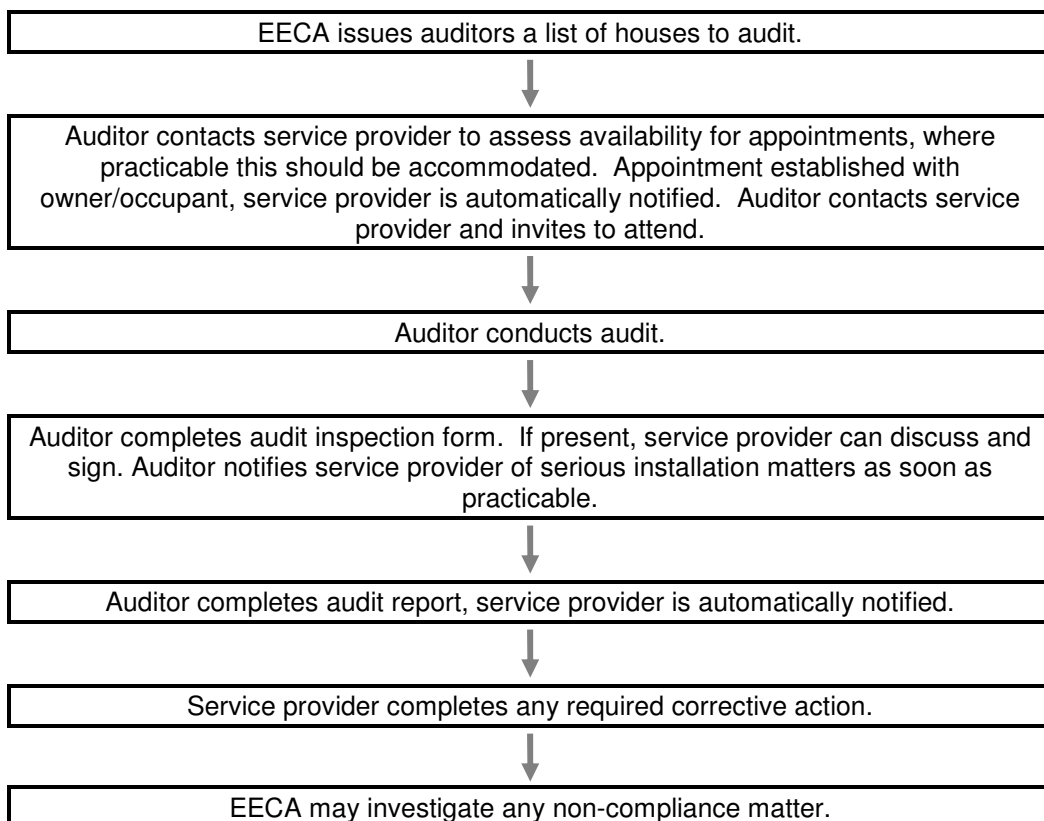 EECA issues auditors a list of houses to audit.
Auditor contacts service provider to assess availability for appointments, where
practicable this should be accommodated.  Appointment established with
owner/occupant, service provider is automatically notified.  Auditor contacts service
provider and invites to attend.
Auditor conducts audit.
Auditor completes audit inspection form.  If present, service provider can discuss and
sign. Auditor notifies service provider of serious installation matters as soon as
practicable.
Auditor completes audit report, service provider is automatically notified.
Service provider completes any required corrective action.
EECA may investigate any non-compliance matter.